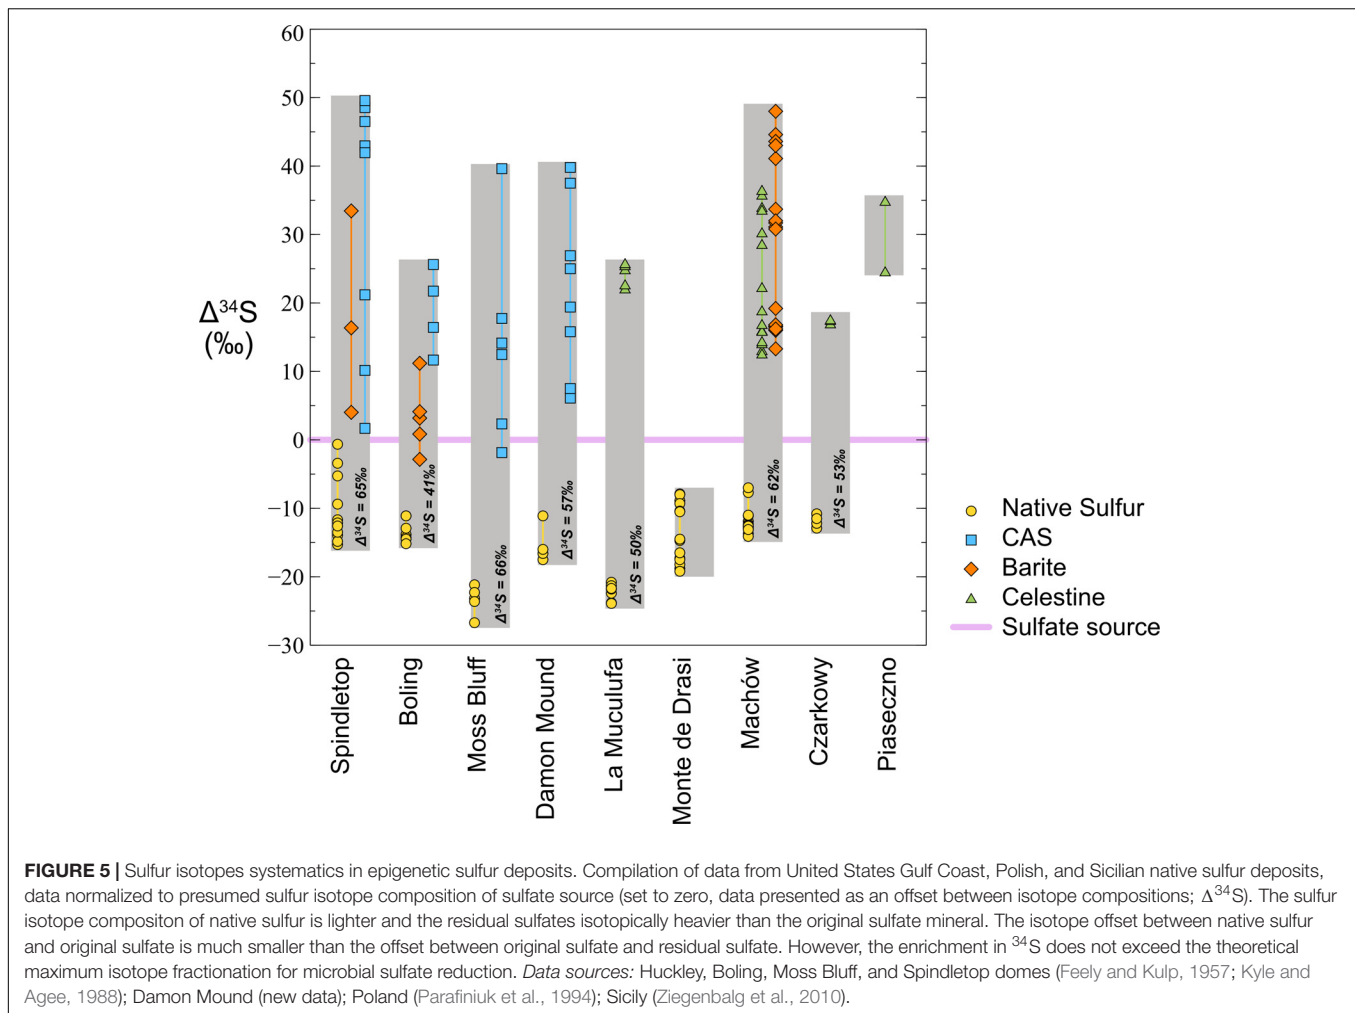 60
50
40
30
20
10
0
−10
−20
−30
Δ³⁴S
(‰)
Δ³⁴S = 65‰
Δ³⁴S = 41‰
Δ³⁴S = 66‰
Δ³⁴S = 57‰
Δ³⁴S = 50‰
Δ³⁴S = 62‰
Δ³⁴S = 53‰
Spindletop
Boling
Moss Bluff
Damon Mound
La Muculufa
Monte de Drasi
Machów
Czarkowy
Piaseczno
Native Sulfur
CAS
Barite
Celestine
Sulfate source
FIGURE 5 | Sulfur isotopes systematics in epigenetic sulfur deposits. Compilation of data from United States Gulf Coast, Polish, and Sicilian native sulfur deposits,
data normalized to presumed sulfur isotope composition of sulfate source (set to zero, data presented as an offset between isotope compositions; Δ³⁴S). The sulfur
isotope compositon of native sulfur is lighter and the residual sulfates isotopically heavier than the original sulfate mineral. The isotope offset between native sulfur
and original sulfate is much smaller than the offset between original sulfate and residual sulfate. However, the enrichment in ³⁴S does not exceed the theoretical
maximum isotope fractionation for microbial sulfate reduction. Data sources: Huckley, Boling, Moss Bluff, and Spindletop domes (Feely and Kulp, 1957; Kyle and
Agee, 1988); Damon Mound (new data); Poland (Parafiniuk et al., 1994); Sicily (Ziegenbalg et al., 2010).